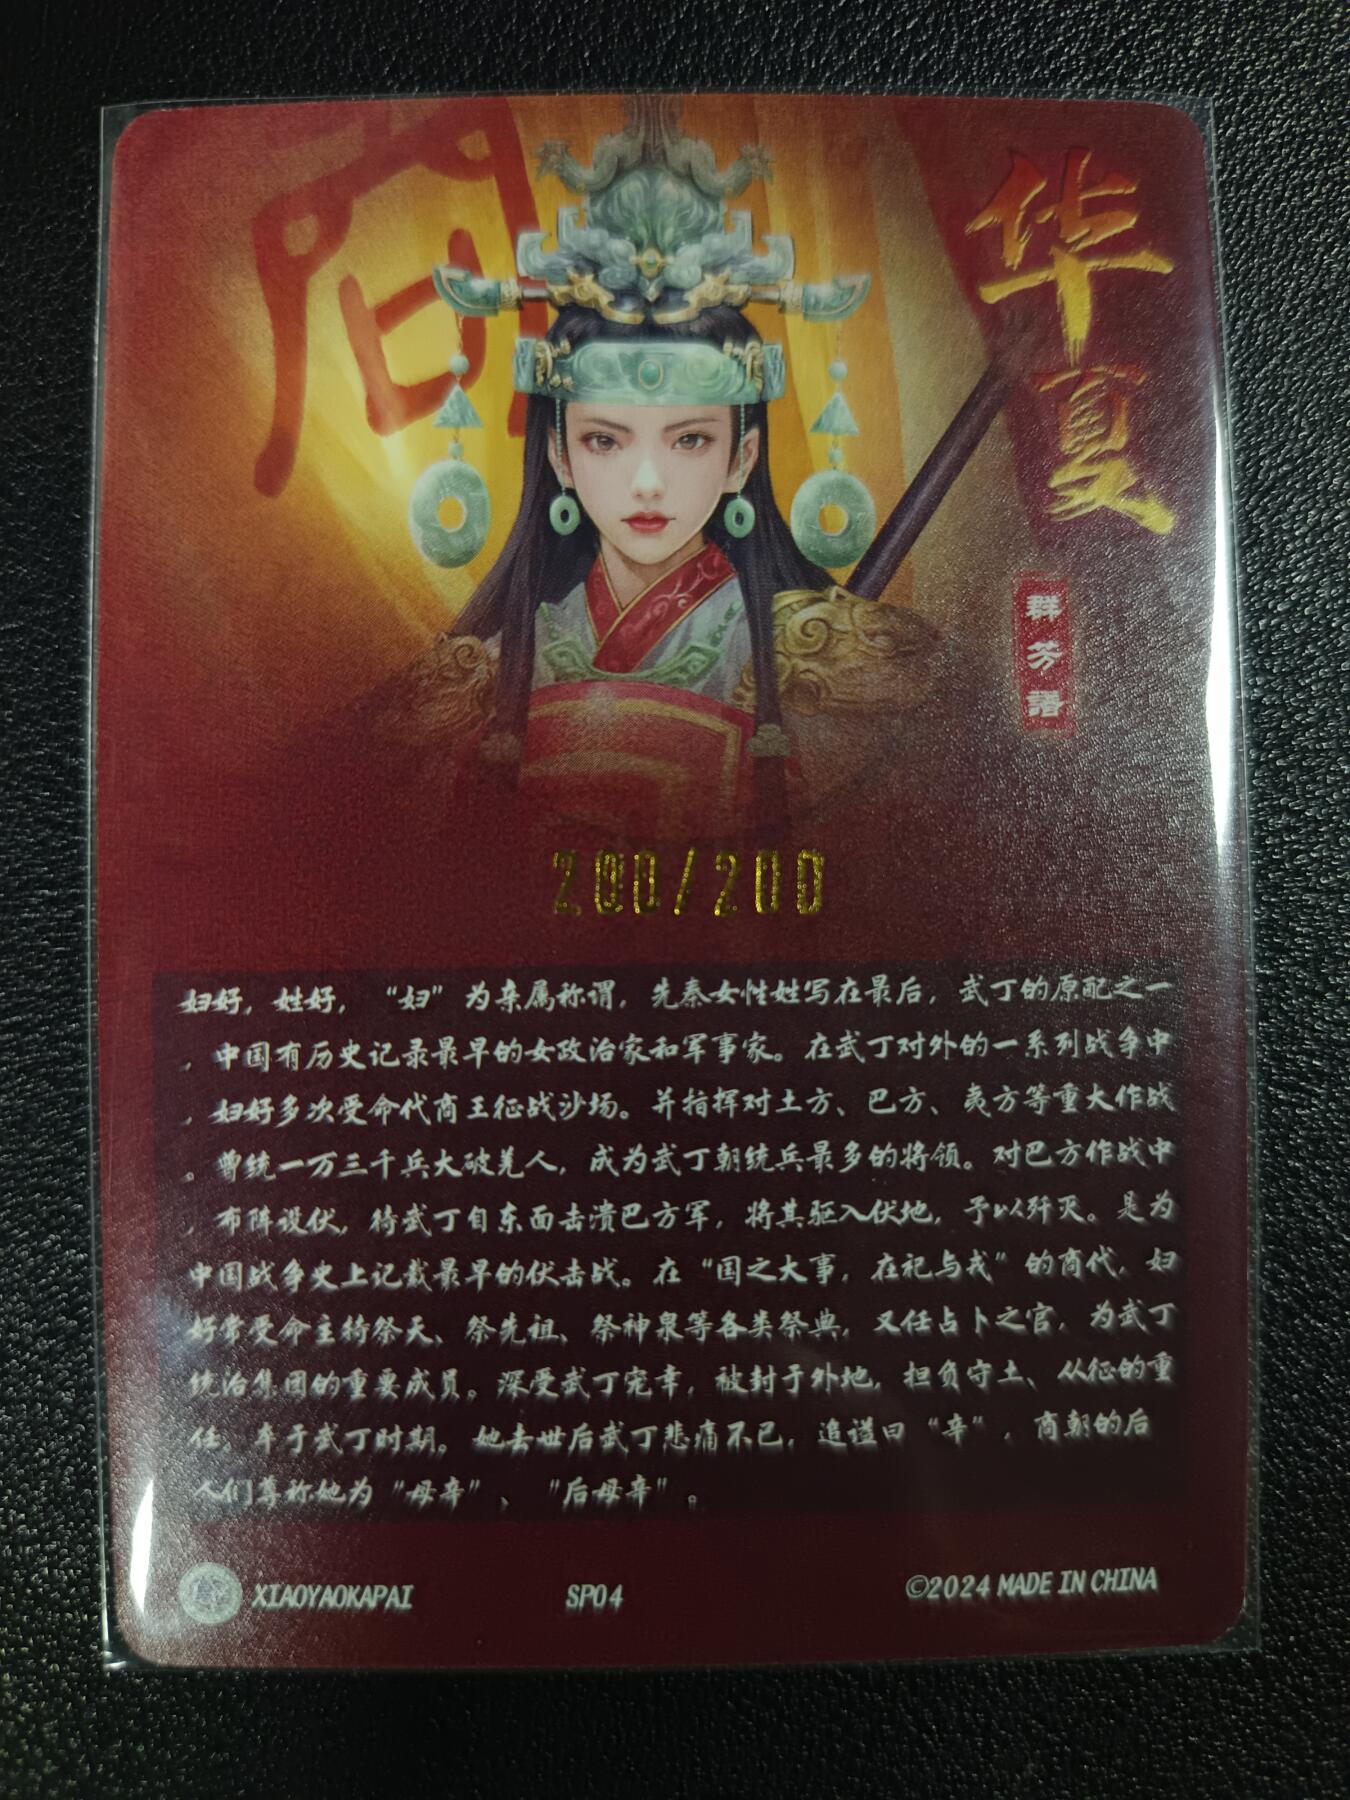 商
华夏
群芳谱
200/200
妇好，姓好，“妇”为亲属称谓，先秦女性姓写在最后，武丁的原配之一
，中国有历史记录最早的女政治家和军事家。在武丁对外的一系列战争中
，妇好多次受命代商王征战沙场。并指挥对土方、巴方、夷方等重大作战
。曾统一万三千兵大破羌人，成为武丁朝统兵最多的将领。对巴方作战中
，布阵设伏，待武丁自东面击溃巴方军，将其驱入伏地，予以歼灭。是为
中国战争史上记载最早的伏击战。在“国之大事，在祀与戎”的商代，妇
好常受命主持祭天、祭先祖、祭神泉等各类祭典，又任占卜之官，为武丁
统治集团的重要成员。深受武丁宠幸，被封于外地，担负守土、从征的重
任。卒于武丁时期。她去世后武丁悲痛不已，追谥曰“辛”，商朝的后
人们尊称她为“母辛”、“后母辛”。
XIAOYAOKAPAI SP04 ©2024 MADE IN CHINA